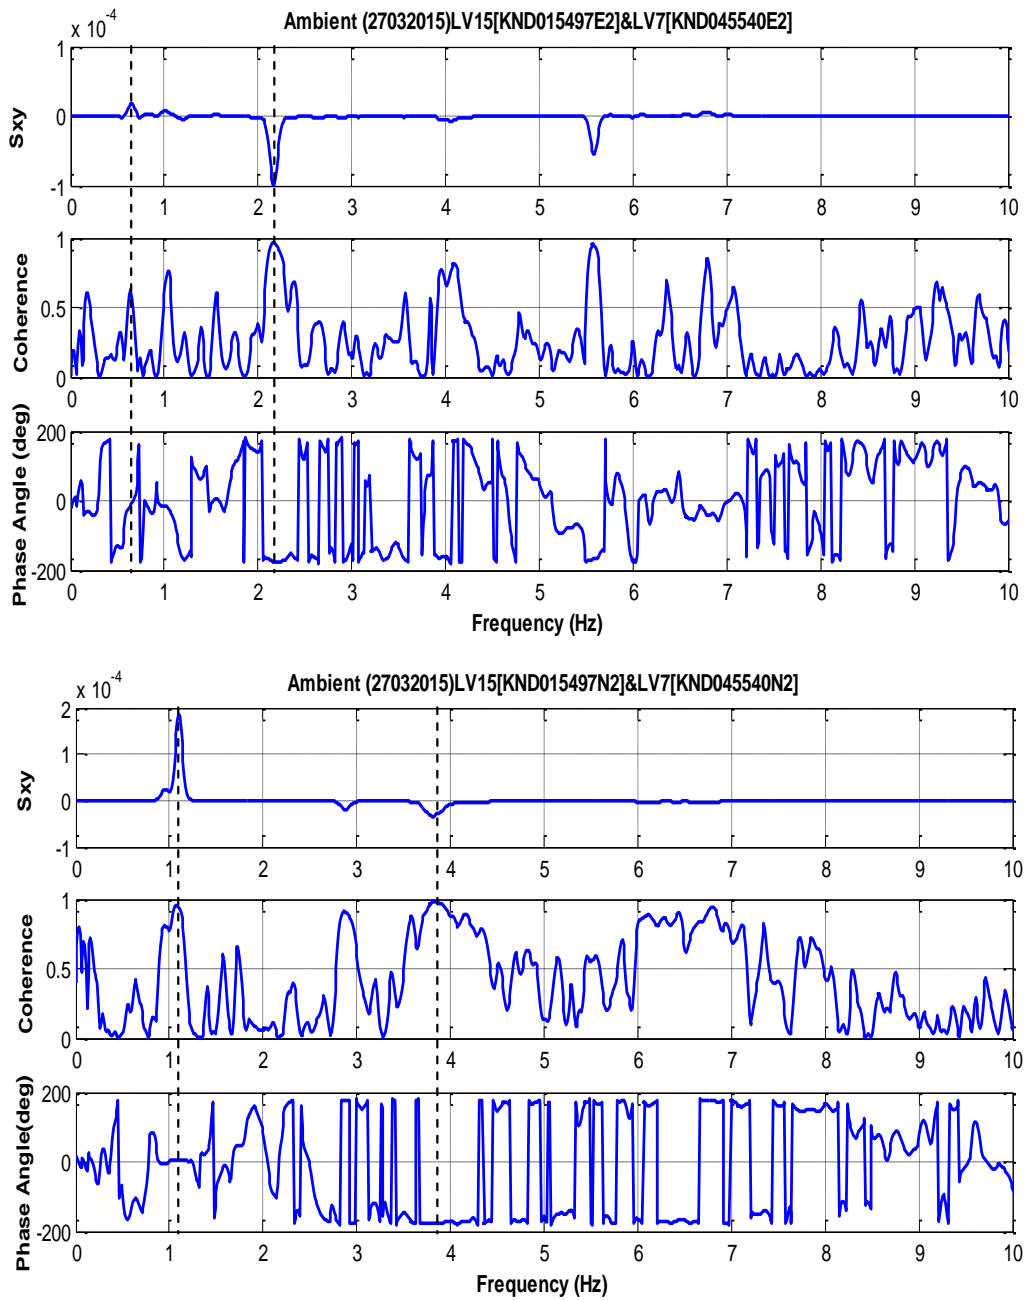 Ambient (27032015)LV15[KND015497E2]&LV7[KND045540E2]
x 10^-4
1
0
-1
Sxy
0 1 2 3 4 5 6 7 8 9 10
1
0.5
0
Coherence
0 1 2 3 4 5 6 7 8 9 10
200
0
-200
Phase Angle (deg)
0 1 2 3 4 5 6 7 8 9 10
Frequency (Hz)
Ambient (27032015)LV15[KND015497N2]&LV7[KND045540N2]
x 10^-4
2
1
0
-1
Sxy
0 1 2 3 4 5 6 7 8 9 10
1
0.5
0
Coherence
0 1 2 3 4 5 6 7 8 9 10
200
0
-200
Phase Angle(deg)
0 1 2 3 4 5 6 7 8 9 10
Frequency (Hz)